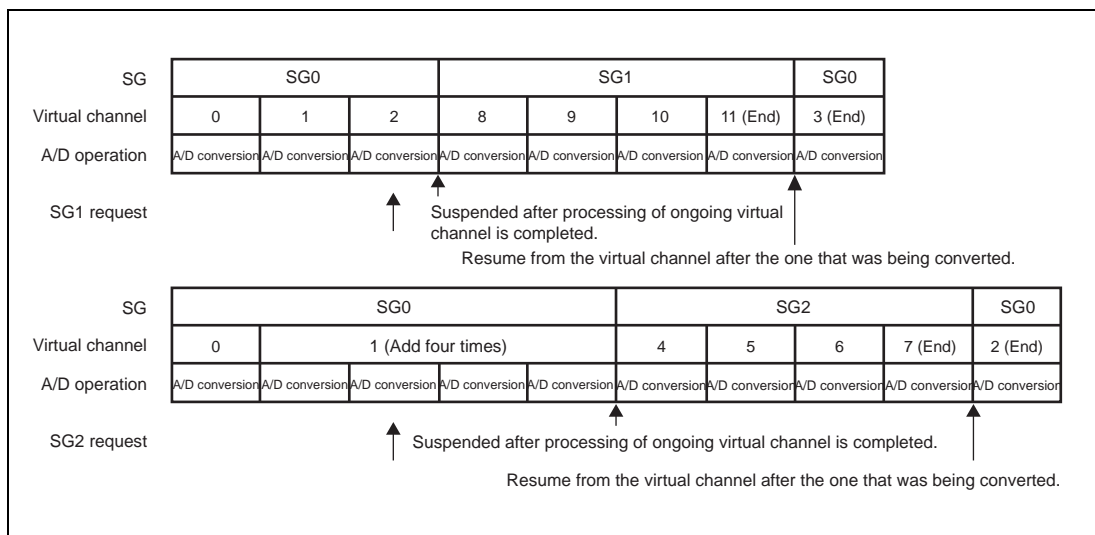 SG SG0 SG1 SG0
Virtual channel 0 1 2 8 9 10 11 (End) 3 (End)
A/D operation A/D conversion A/D conversion A/D conversion A/D conversion A/D conversion A/D conversion A/D conversion A/D conversion
SG1 request Suspended after processing of ongoing virtual
channel is completed.
Resume from the virtual channel after the one that was being converted.
SG SG0 SG2 SG0
Virtual channel 0 1 (Add four times) 4 5 6 7 (End) 2 (End)
A/D operation A/D conversion A/D conversion A/D conversion A/D conversion A/D conversion A/D conversion A/D conversion A/D conversion A/D conversion A/D conversion
SG2 request Suspended after processing of ongoing virtual channel is completed.
Resume from the virtual channel after the one that was being converted.